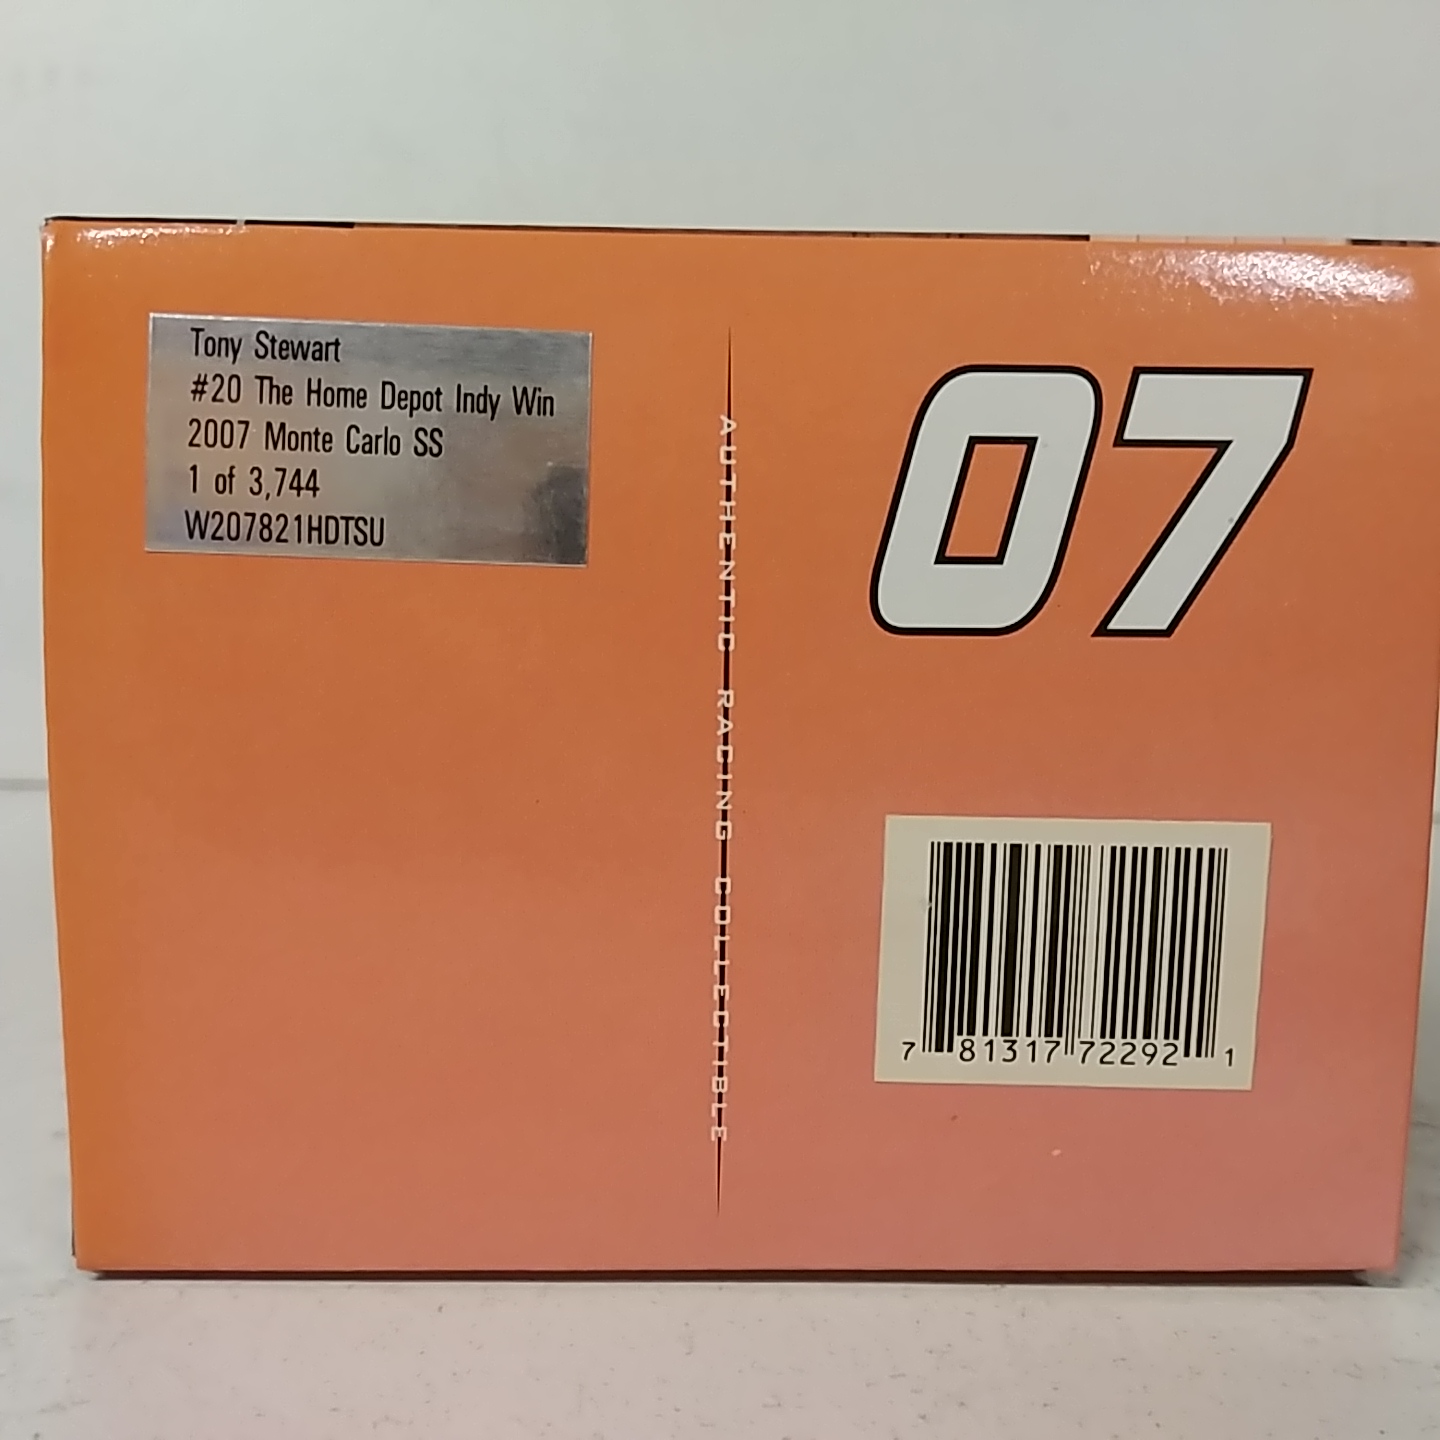 Tony Stewart
#20 The Home Depot Indy Win
2007 Monte Carlo SS
1 of 3,744
W207821HDTSU
AUTHENTIC RACING COLLECTIBLE
07
7 81317 72292 1